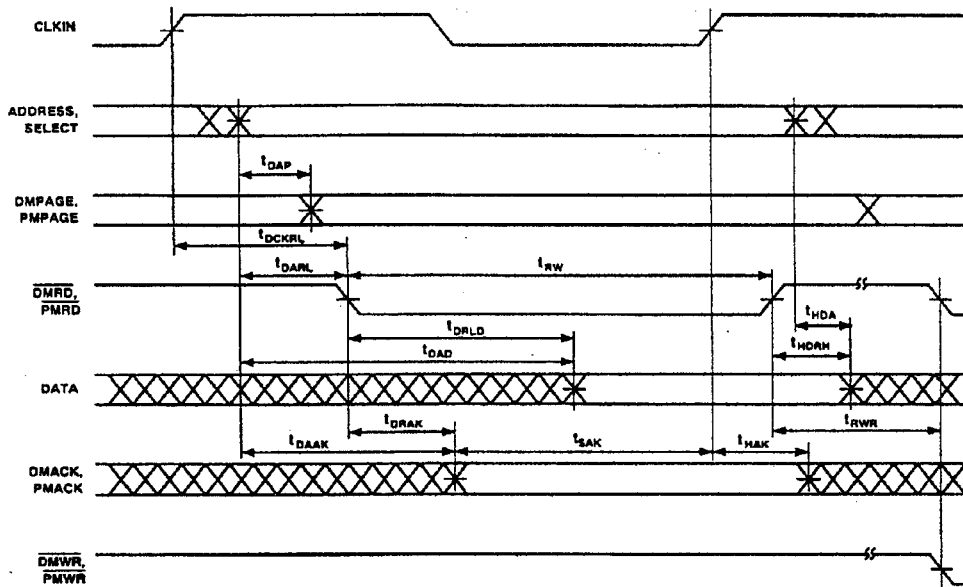 CLKIN
ADDRESS,
SELECT
tDAP
DMPAGE,
PMPAGE
tDCKRL
tDARL
tRW
DMRD,
PMRD
tHDA
tDRLD
tHDRH
tDAD
DATA
tDRAK
tRWR
tDAAK
tSAK
tHAK
DMACK,
PMACK
DMWR,
PMWR